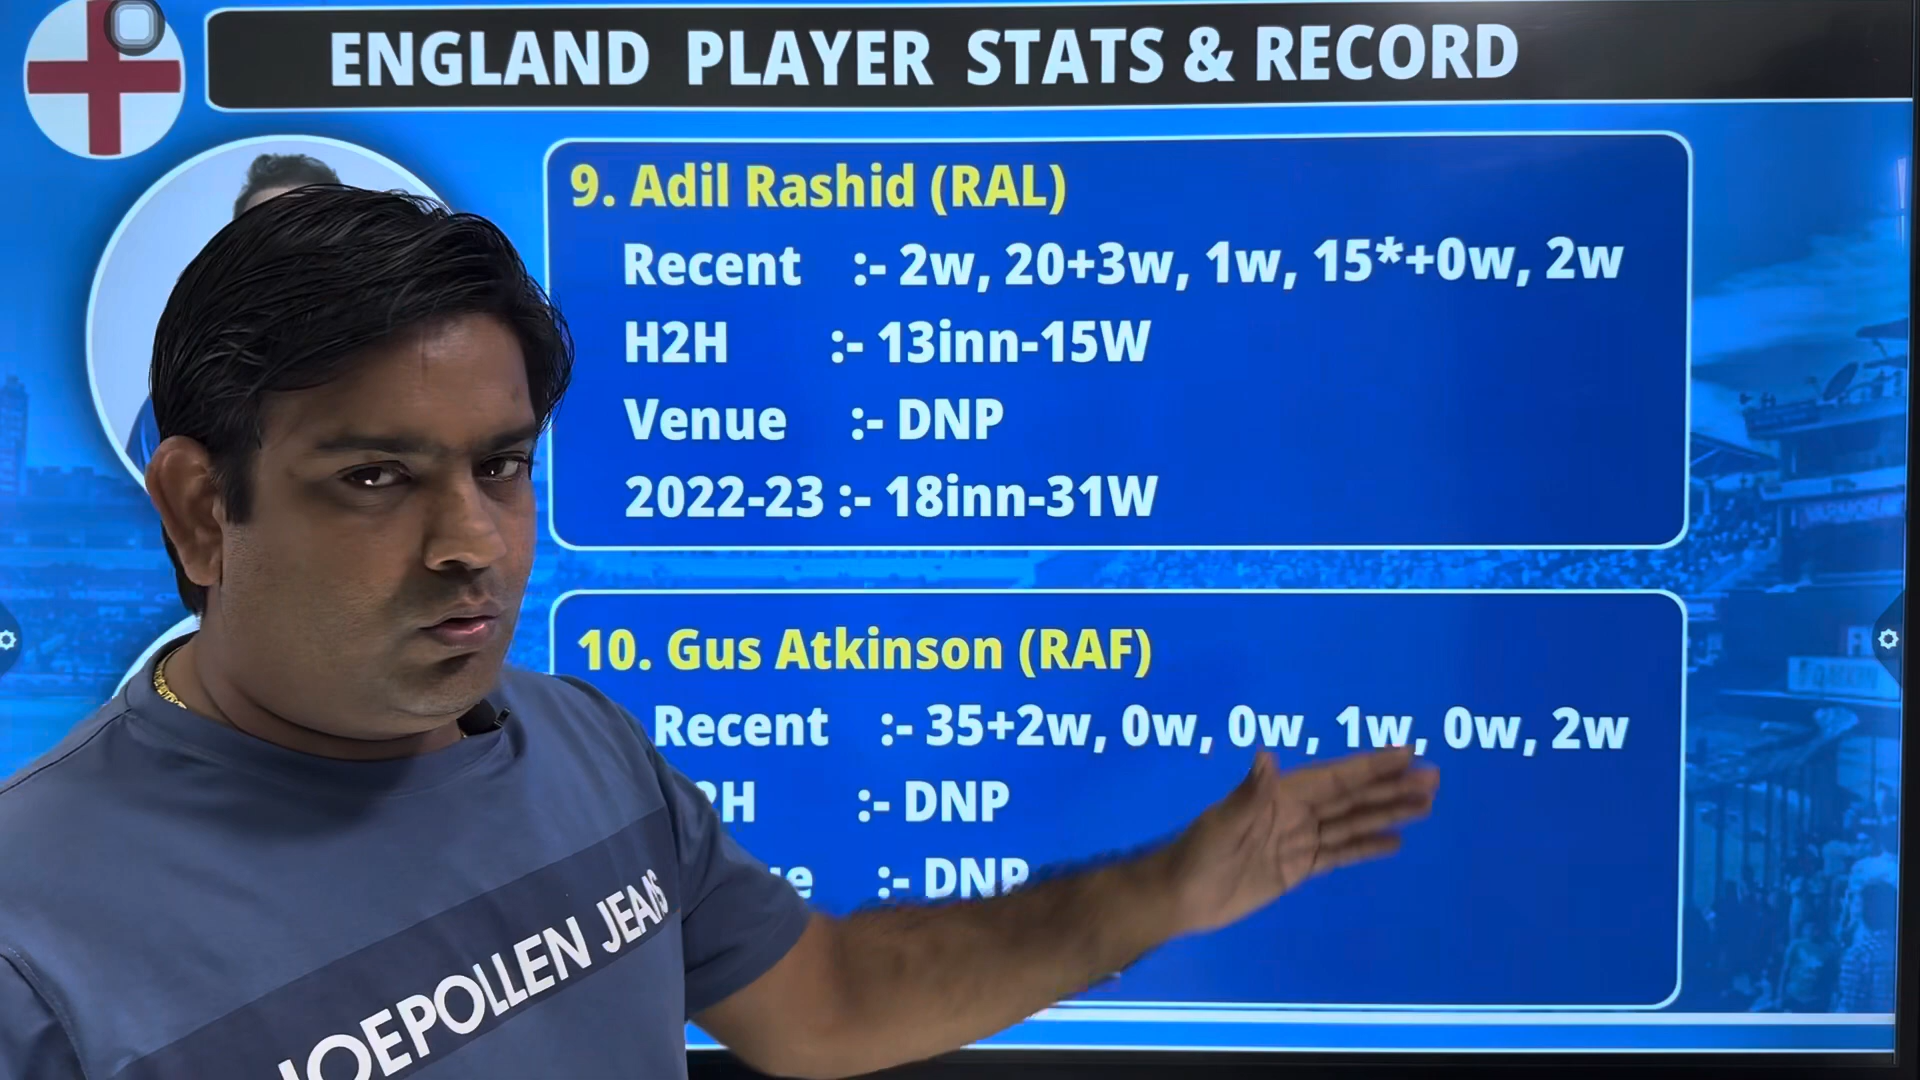 ENGLAND PLAYER STATS & RECORD
9. Adil Rashid (RAL)
Recent :- 2w, 20+3w, 1w, 15*+0w, 2w
H2H :- 13inn-15W
Venue :- DNP
2022-23 :- 18inn-31W
10. Gus Atkinson (RAF)
Recent :- 35+2w, 0w, 0w, 1w, 0w, 2w
2H :- DNP
ue :- DNP
JOEPOLLEN JEANS